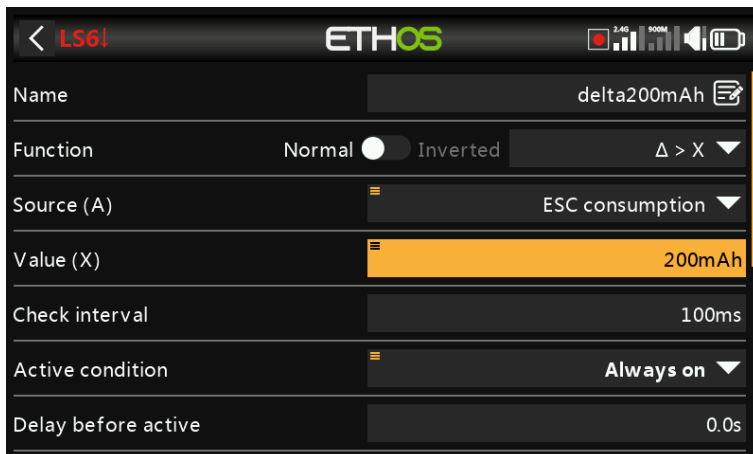 LS6↓ ETHOS 2.4G 900M
Name delta200mAh
Function Normal Inverted Δ > X
Source (A) ESC consumption
Value (X) 200mAh
Check interval 100ms
Active condition Always on
Delay before active 0.0s